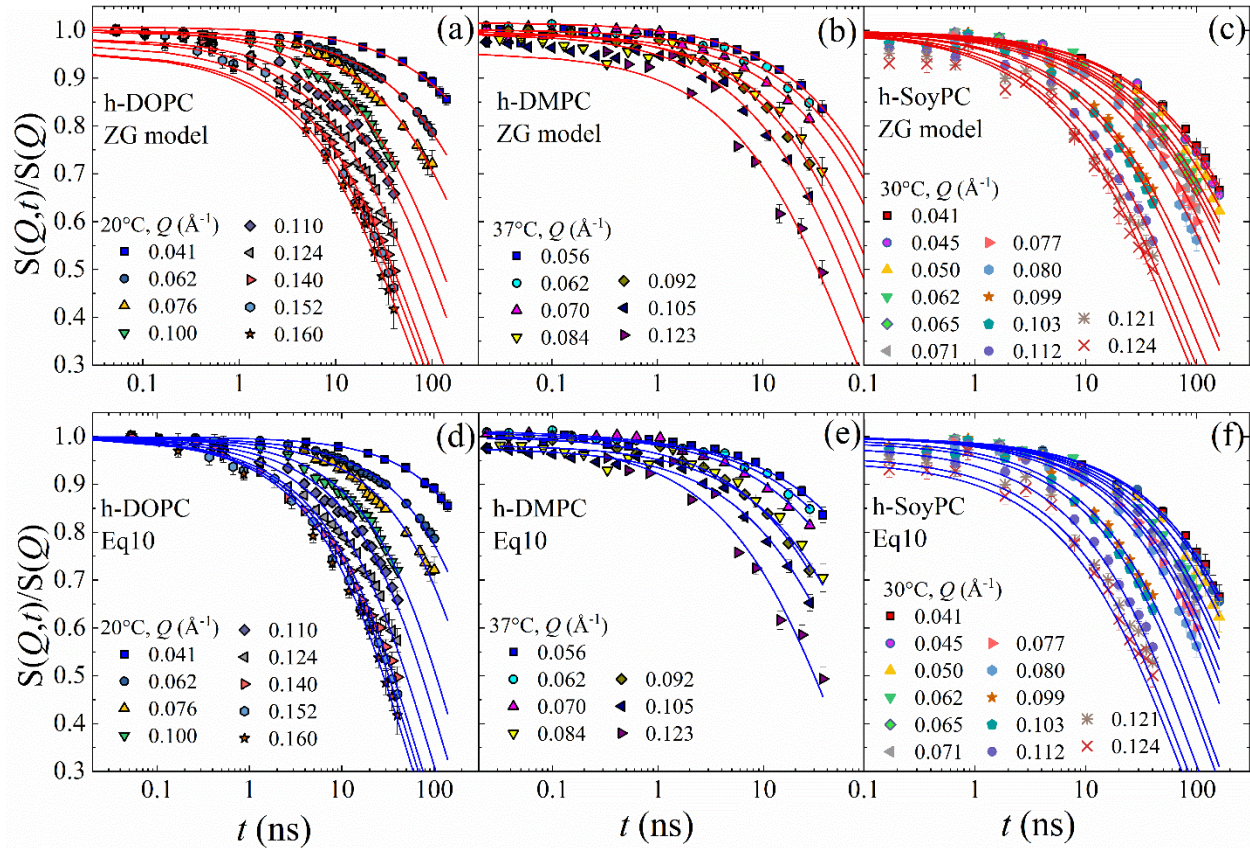 (a)
S(Q,t)/S(Q)
1.0
0.9
0.8
0.7
0.6
0.5
0.4
0.3
h-DOPC
ZG model
20°C, Q (Å⁻¹)
0.041
0.062
0.076
0.100
0.110
0.124
0.140
0.152
0.160
0.1 1 10 100
(b)
h-DMPC
ZG model
37°C, Q (Å⁻¹)
0.056
0.062
0.070
0.084
0.092
0.105
0.123
0.1 1 10
(c)
h-SoyPC
ZG model
30°C, Q (Å⁻¹)
0.041
0.045
0.050
0.062
0.065
0.071
0.077
0.080
0.099
0.103
0.112
0.121
0.124
0.1 1 10 100
(d)
S(Q,t)/S(Q)
1.0
0.9
0.8
0.7
0.6
0.5
0.4
0.3
h-DOPC
Eq10
20°C, Q (Å⁻¹)
0.041
0.062
0.076
0.100
0.110
0.124
0.140
0.152
0.160
0.1 1 10 100
t (ns)
(e)
h-DMPC
Eq10
37°C, Q (Å⁻¹)
0.056
0.062
0.070
0.084
0.092
0.105
0.123
0.1 1 10
t (ns)
(f)
h-SoyPC
Eq10
30°C, Q (Å⁻¹)
0.041
0.045
0.050
0.062
0.065
0.071
0.077
0.080
0.099
0.103
0.112
0.121
0.124
0.1 1 10 100
t (ns)